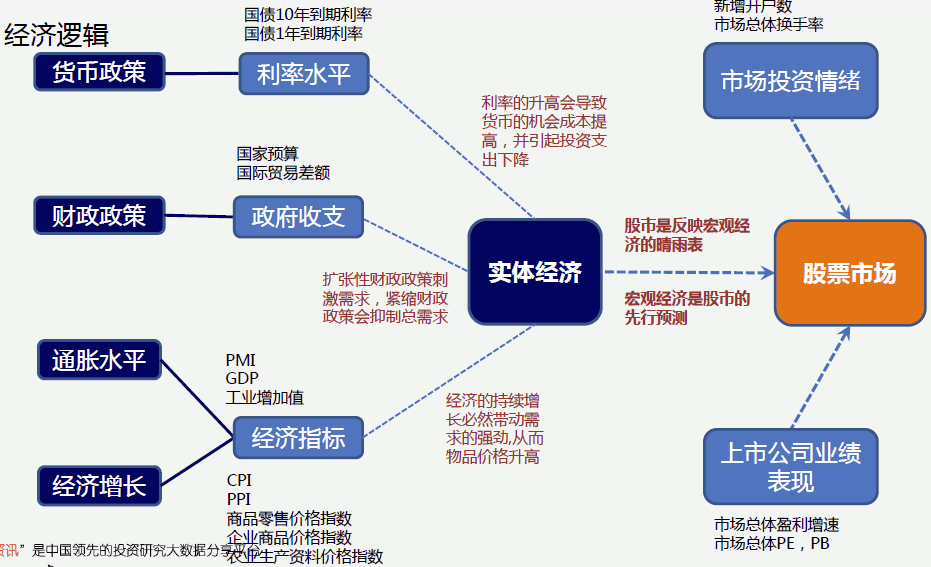 经济逻辑
国债10年到期利率
国债1年到期利率
货币政策
利率水平
新增开户数
市场总体换手率
市场投资情绪
利率的升高会导致
货币的机会成本提
高，并引起投资支
出下降
国家预算
国际贸易差额
财政政策
政府收支
扩张性财政政策刺
激需求，紧缩财政
政策会抑制总需求
实体经济
股市是反映宏观经
济的晴雨表
宏观经济是股市的
先行预测
股票市场
通胀水平
PMI
GDP
工业增加值
经济指标
经济增长
CPI
PPI
商品零售价格指数
企业商品价格指数
农业生产资料价格指数
经济的持续增
长必然带动需
求的强劲,从而
物品价格升高
上市公司业绩
表现
市场总体盈利增速
市场总体PE，PB
资讯”是中国领先的投资研究大数据分享平台